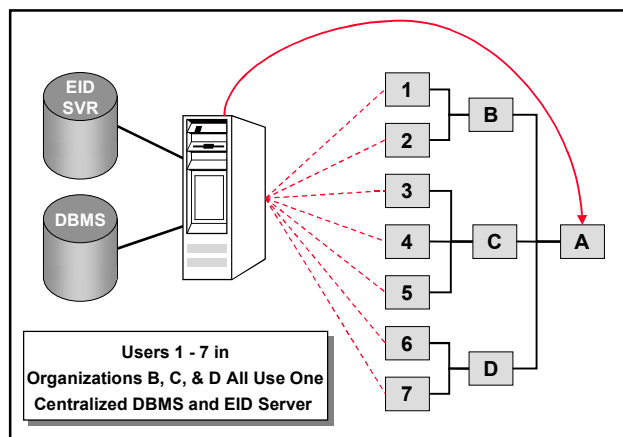 EID
SVR
DBMS
1
2
3
4
5
6
7
B
C
D
A
Users 1 - 7 in
Organizations B, C, & D All Use One
Centralized DBMS and EID Server